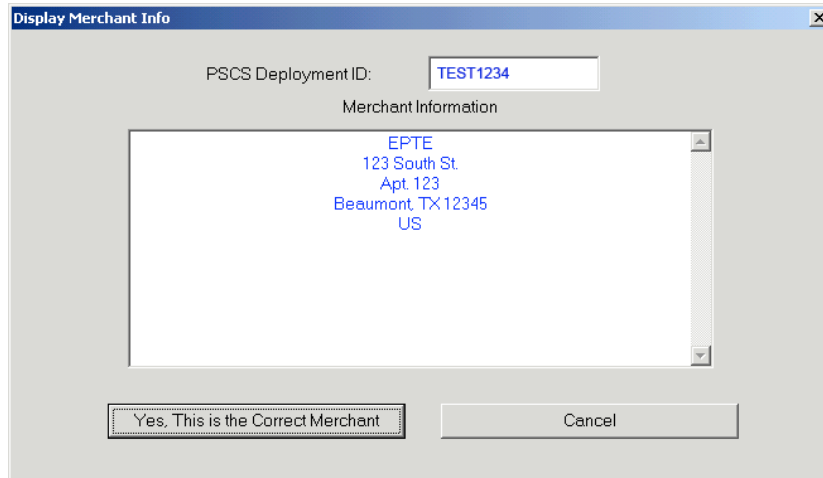 Display Merchant Info
PSCS Deployment ID: TEST1234
Merchant Information
EPTE
123 South St.
Apt. 123
Beaumont, TX 12345
US
Yes, This is the Correct Merchant Cancel